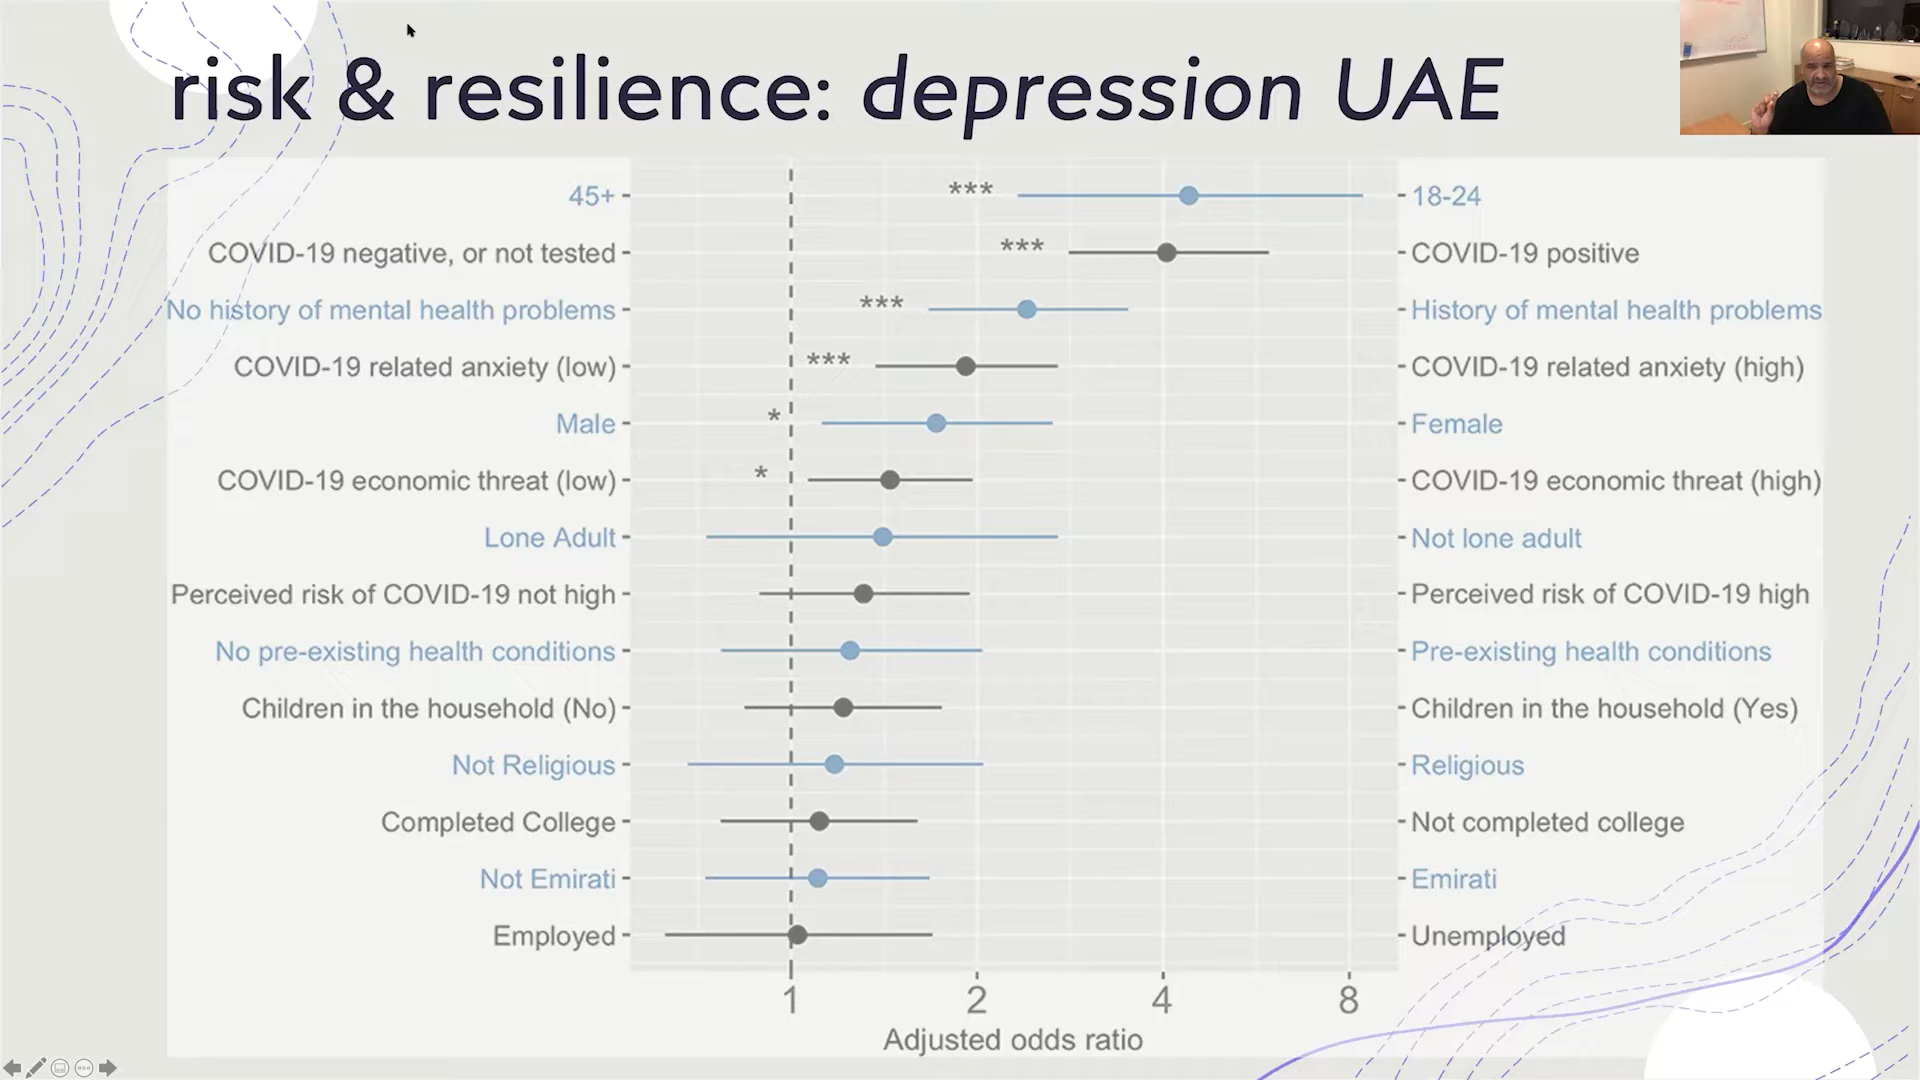 risk & resilience: depression UAE
45+ *** 18-24
COVID-19 negative, or not tested *** COVID-19 positive
No history of mental health problems *** History of mental health problems
COVID-19 related anxiety (low) *** COVID-19 related anxiety (high)
Male * Female
COVID-19 economic threat (low) * COVID-19 economic threat (high)
Lone Adult Not lone adult
Perceived risk of COVID-19 not high Perceived risk of COVID-19 high
No pre-existing health conditions Pre-existing health conditions
Children in the household (No) Children in the household (Yes)
Not Religious Religious
Completed College Not completed college
Not Emirati Emirati
Employed Unemployed
1 2 4 8
Adjusted odds ratio